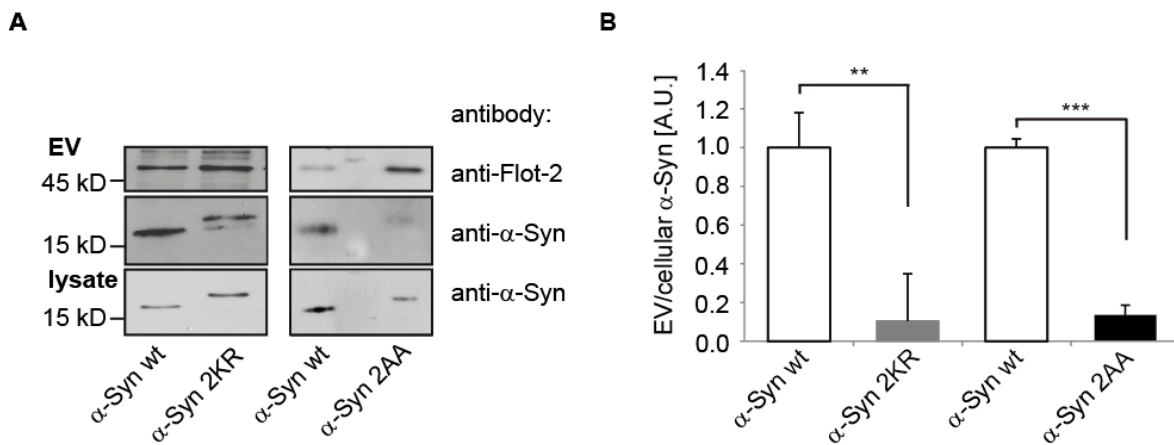 A
antibody:
EV
45 kD
anti-Flot-2
15 kD
anti-α-Syn
lysate
15 kD
anti-α-Syn
α-Syn wt
α-Syn 2KR
α-Syn wt
α-Syn 2AA
B
EV/cellular α-Syn [A.U.]
1.4
1.2
1.0
0.8
0.6
0.4
0.2
0.0
**
***
α-Syn wt
α-Syn 2KR
α-Syn wt
α-Syn 2AA